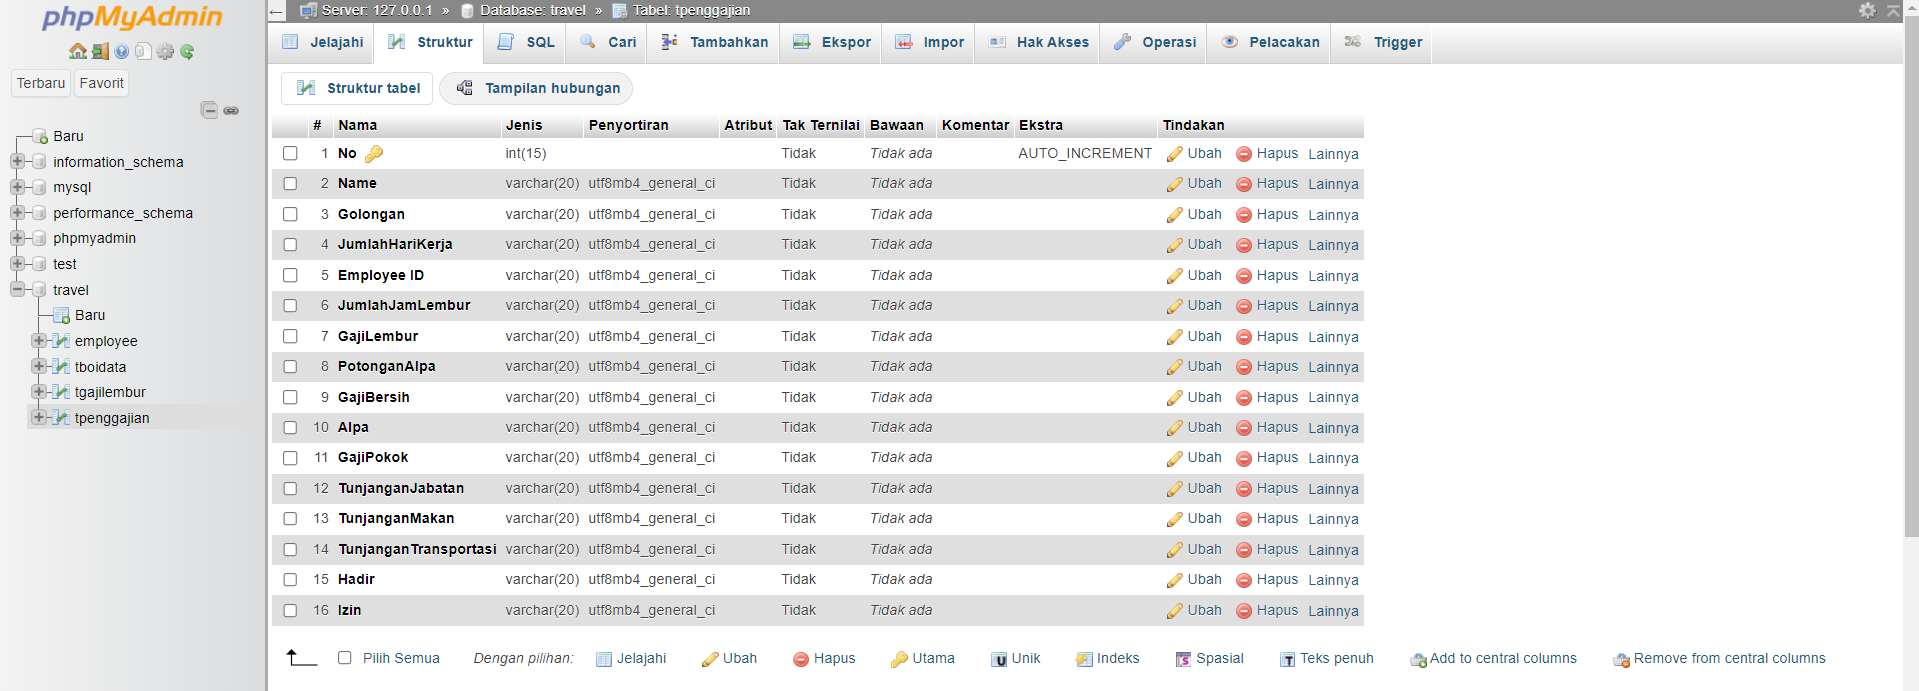 phpMyAdmin
Terbaru Favorit
Baru
information_schema
mysql
performance_schema
phpmyadmin
test
travel
Baru
employee
tboidata
tgajilembur
tpenggajian
← Server: 127.0.0.1 » Database: travel » Tabel: tpenggajian
Jelajahi Struktur SQL Cari Tambahkan Ekspor Impor Hak Akses Operasi Pelacakan Trigger
Struktur tabel Tampilan hubungan
# Nama Jenis Penyortiran Atribut Tak Ternilai Bawaan Komentar Ekstra Tindakan
1 No int(15) Tidak Tidak ada AUTO_INCREMENT Ubah Hapus Lainnya
2 Name varchar(20) utf8mb4_general_ci Tidak Tidak ada Ubah Hapus Lainnya
3 Golongan varchar(20) utf8mb4_general_ci Tidak Tidak ada Ubah Hapus Lainnya
4 JumlahHariKerja varchar(20) utf8mb4_general_ci Tidak Tidak ada Ubah Hapus Lainnya
5 Employee ID varchar(20) utf8mb4_general_ci Tidak Tidak ada Ubah Hapus Lainnya
6 JumlahJamLembur varchar(20) utf8mb4_general_ci Tidak Tidak ada Ubah Hapus Lainnya
7 GajiLembur varchar(20) utf8mb4_general_ci Tidak Tidak ada Ubah Hapus Lainnya
8 PotonganAlpa varchar(20) utf8mb4_general_ci Tidak Tidak ada Ubah Hapus Lainnya
9 GajiBersih varchar(20) utf8mb4_general_ci Tidak Tidak ada Ubah Hapus Lainnya
10 Alpa varchar(20) utf8mb4_general_ci Tidak Tidak ada Ubah Hapus Lainnya
11 GajiPokok varchar(20) utf8mb4_general_ci Tidak Tidak ada Ubah Hapus Lainnya
12 TunjanganJabatan varchar(20) utf8mb4_general_ci Tidak Tidak ada Ubah Hapus Lainnya
13 TunjanganMakan varchar(20) utf8mb4_general_ci Tidak Tidak ada Ubah Hapus Lainnya
14 TunjanganTransportasi varchar(20) utf8mb4_general_ci Tidak Tidak ada Ubah Hapus Lainnya
15 Hadir varchar(20) utf8mb4_general_ci Tidak Tidak ada Ubah Hapus Lainnya
16 Izin varchar(20) utf8mb4_general_ci Tidak Tidak ada Ubah Hapus Lainnya
Pilih Semua Dengan pilihan: Jelajahi Ubah Hapus Utama Unik Indeks Spasial Teks penuh Add to central columns Remove from central columns